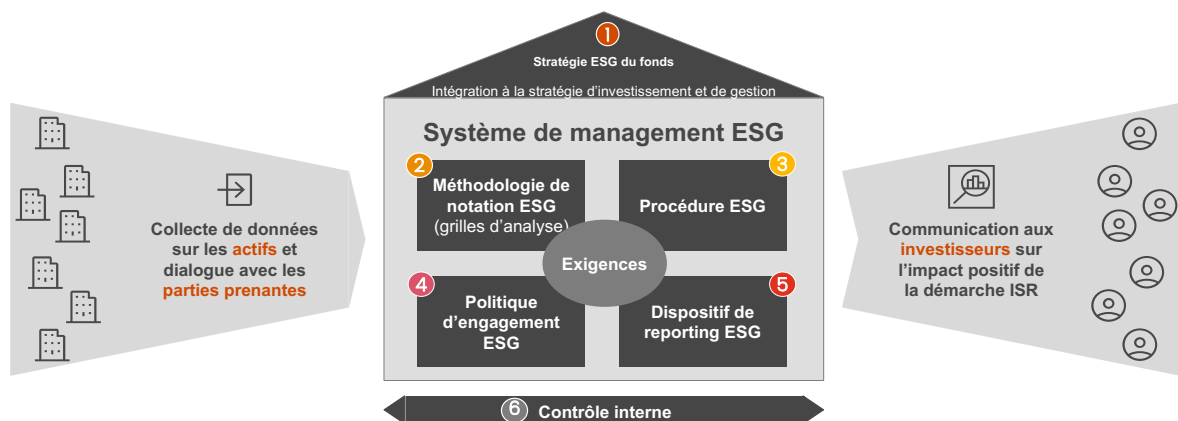 1
Stratégie ESG du fonds
Intégration à la stratégie d'investissement et de gestion
Système de management ESG
Collecte de données
sur les actifs et
dialogue avec les
parties prenantes
2
Méthodologie de
notation ESG
(grilles d'analyse)
3
Procédure ESG
Exigences
4
Politique
d'engagement
ESG
5
Dispositif de
reporting ESG
6 Contrôle interne
Communication aux
investisseurs sur
l'impact positif de
la démarche ISR